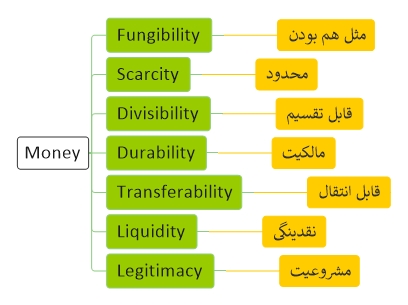 Money
Fungibility
مثل هم بودن
Scarcity
محدود
Divisibility
قابل تقسیم
Durability
مالکیت
Transferability
قابل انتقال
Liquidity
نقدینگی
Legitimacy
مشروعیت